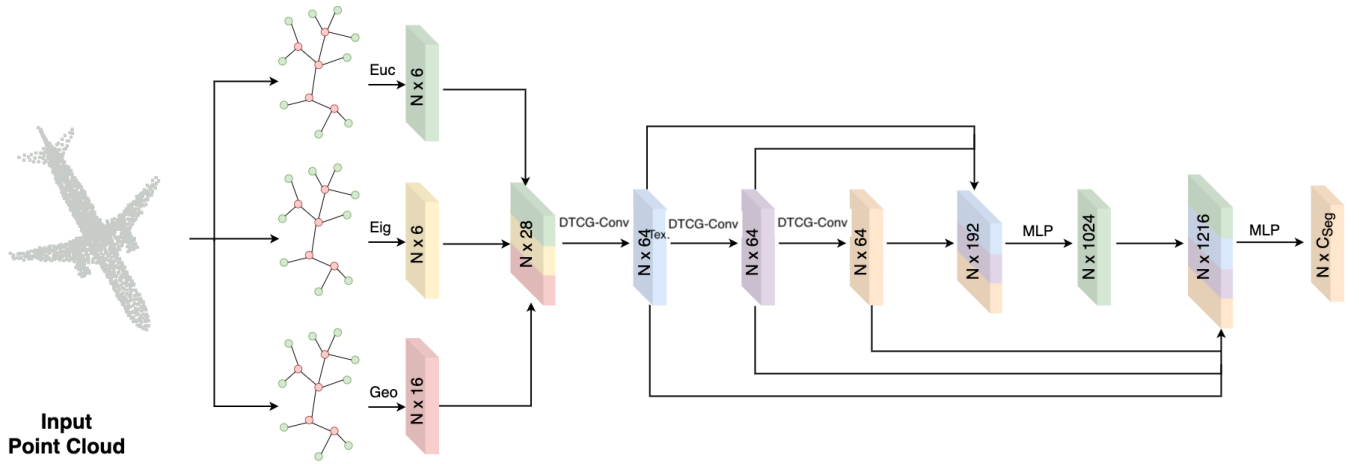 Euc
N x 6
Eig
N x 6
Geo
N x 16
N x 28
DTCG-Conv
N x 64
Tex.
DTCG-Conv
N x 64
DTCG-Conv
N x 64
N x 192
MLP
N x 1024
N x 1216
MLP
N x CSeg
Input
Point Cloud